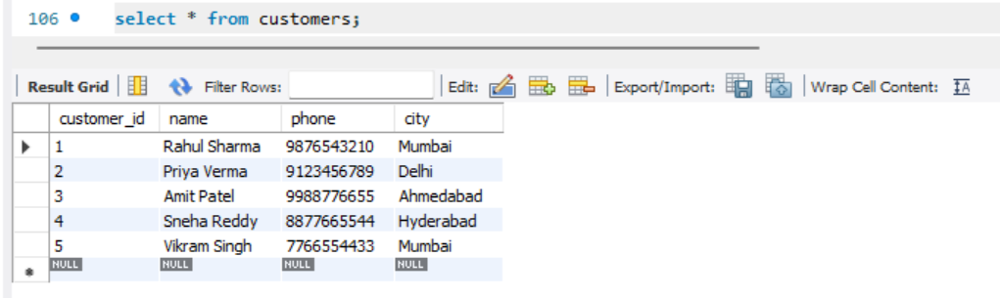 106 select * from customers;
Result Grid Filter Rows: Edit: Export/Import: Wrap Cell Content: IA
customer_id name phone city
1 Rahul Sharma 9876543210 Mumbai
2 Priya Verma 9123456789 Delhi
3 Amit Patel 9988776655 Ahmedabad
4 Sneha Reddy 8877665544 Hyderabad
5 Vikram Singh 7766554433 Mumbai
NULL NULL NULL NULL